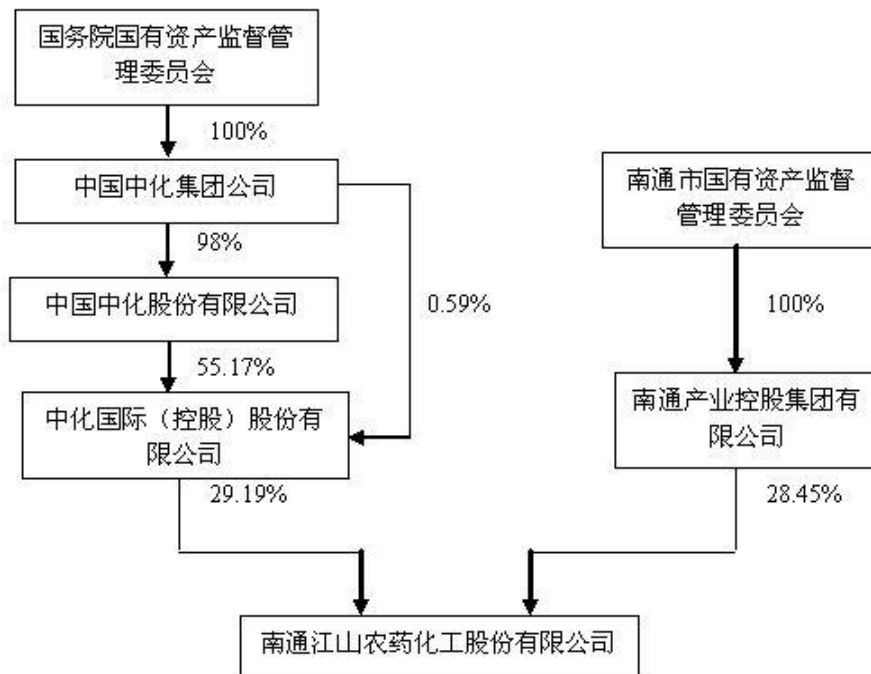 国务院国有资产监督管
理委员会
100%
中国中化集团公司
南通市国有资产监督
管理委员会
98%
中国中化股份有限公司
0.59%
100%
55.17%
中化国际（控股）股份有
限公司
南通产业控股集团有
限公司
29.19%
28.45%
南通江山农药化工股份有限公司